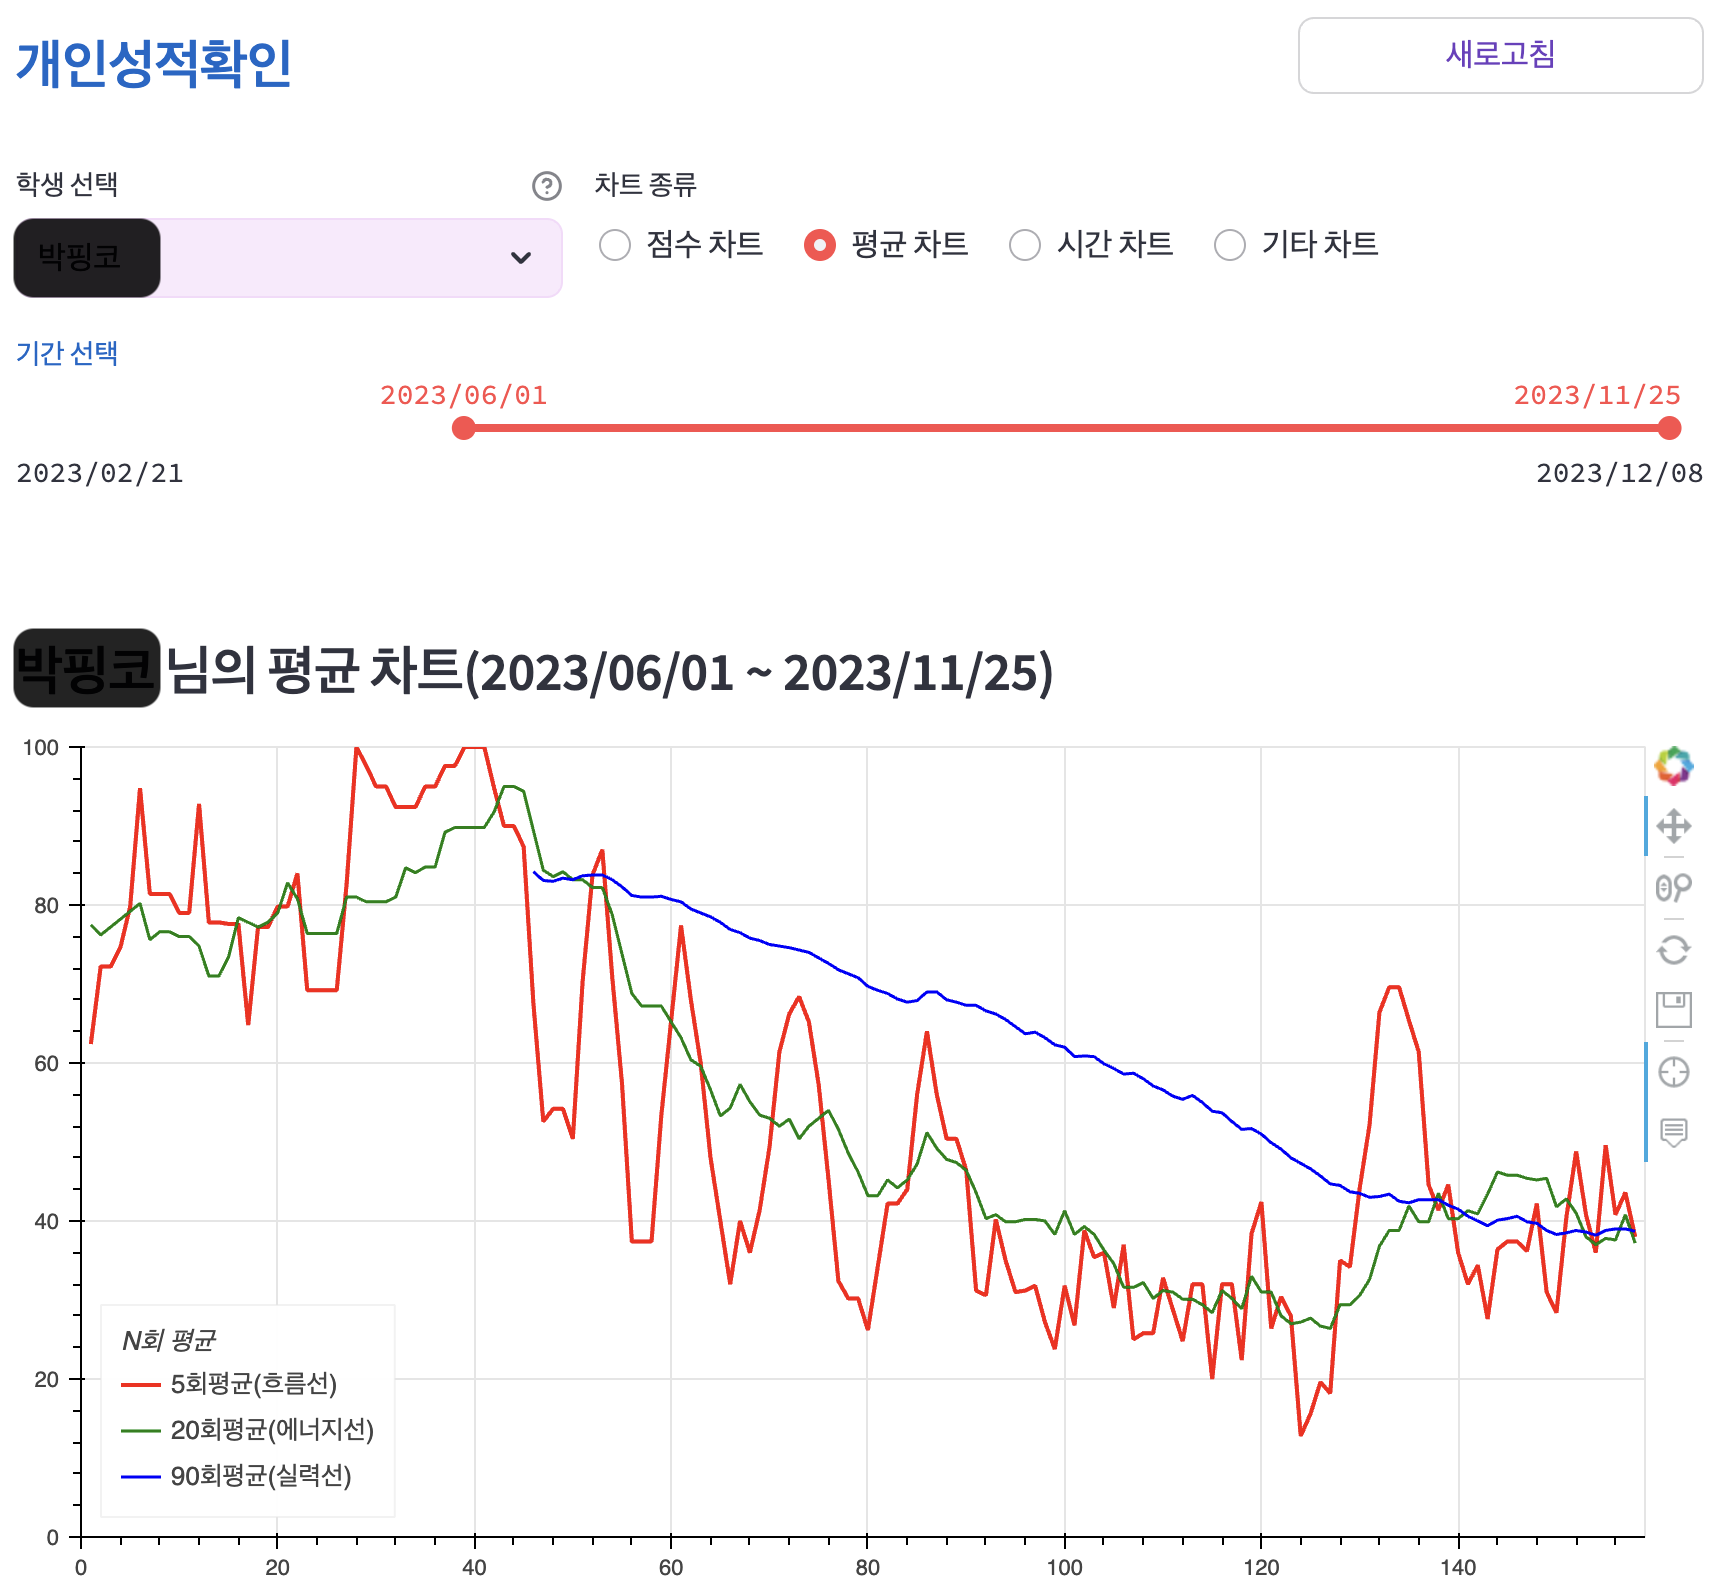 개인성적확인
새로고침
학생 선택
차트 종류
박핑코
점수 차트
평균 차트
시간 차트
기타 차트
기간 선택
2023/06/01
2023/11/25
2023/02/21
2023/12/08
박핑코 님의 평균 차트(2023/06/01 ~ 2023/11/25)
100
80
60
40
20
0
N회 평균
5회평균(흐름선)
20회평균(에너지선)
90회평균(실력선)
0 20 40 60 80 100 120 140